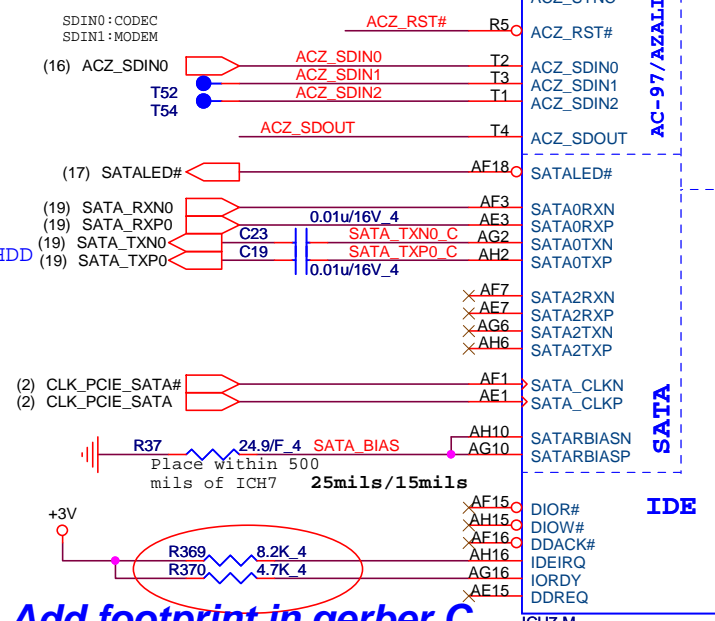 ACZ_SYNC
SDIN0:CODEC
SDIN1:MODEM
ACZ_RST# R5 ACZ_RST#
(16) ACZ_SDIN0 ACZ_SDIN0 T2 ACZ_SDIN0
T52 ACZ_SDIN1 T3 ACZ_SDIN1
T54 ACZ_SDIN2 T1 ACZ_SDIN2
ACZ_SDOUT T4 ACZ_SDOUT
AC-97/AZALI
(17) SATALED# AF18 SATALED#
(19) SATA_RXN0 AF3 SATA0RXN
(19) SATA_RXP0 0.01u/16V_4 AE3 SATA0RXP
(19) SATA_TXN0 C23 SATA_TXN0_C AG2 SATA0TXN
HDD (19) SATA_TXP0 C19 SATA_TXP0_C AH2 SATA0TXP
0.01u/16V_4
AF7 SATA2RXN
AE7 SATA2RXP
AG6 SATA2TXN
AH6 SATA2TXP
(2) CLK_PCIE_SATA# AF1 SATA_CLKN
(2) CLK_PCIE_SATA AE1 SATA_CLKP
SATA
AH10 SATARBIASN
R37 24.9/F_4 SATA_BIAS AG10 SATARBIASP
Place within 500
mils of ICH7 25mils/15mils
IDE
AF15 DIOR#
+3V AH15 DIOW#
AF16 DDACK#
R369 8.2K_4 AH16 IDEIRQ
R370 4.7K_4 AG16 IORDY
AE15 DDREQ
Add footprint in gerber C
ICH7-M